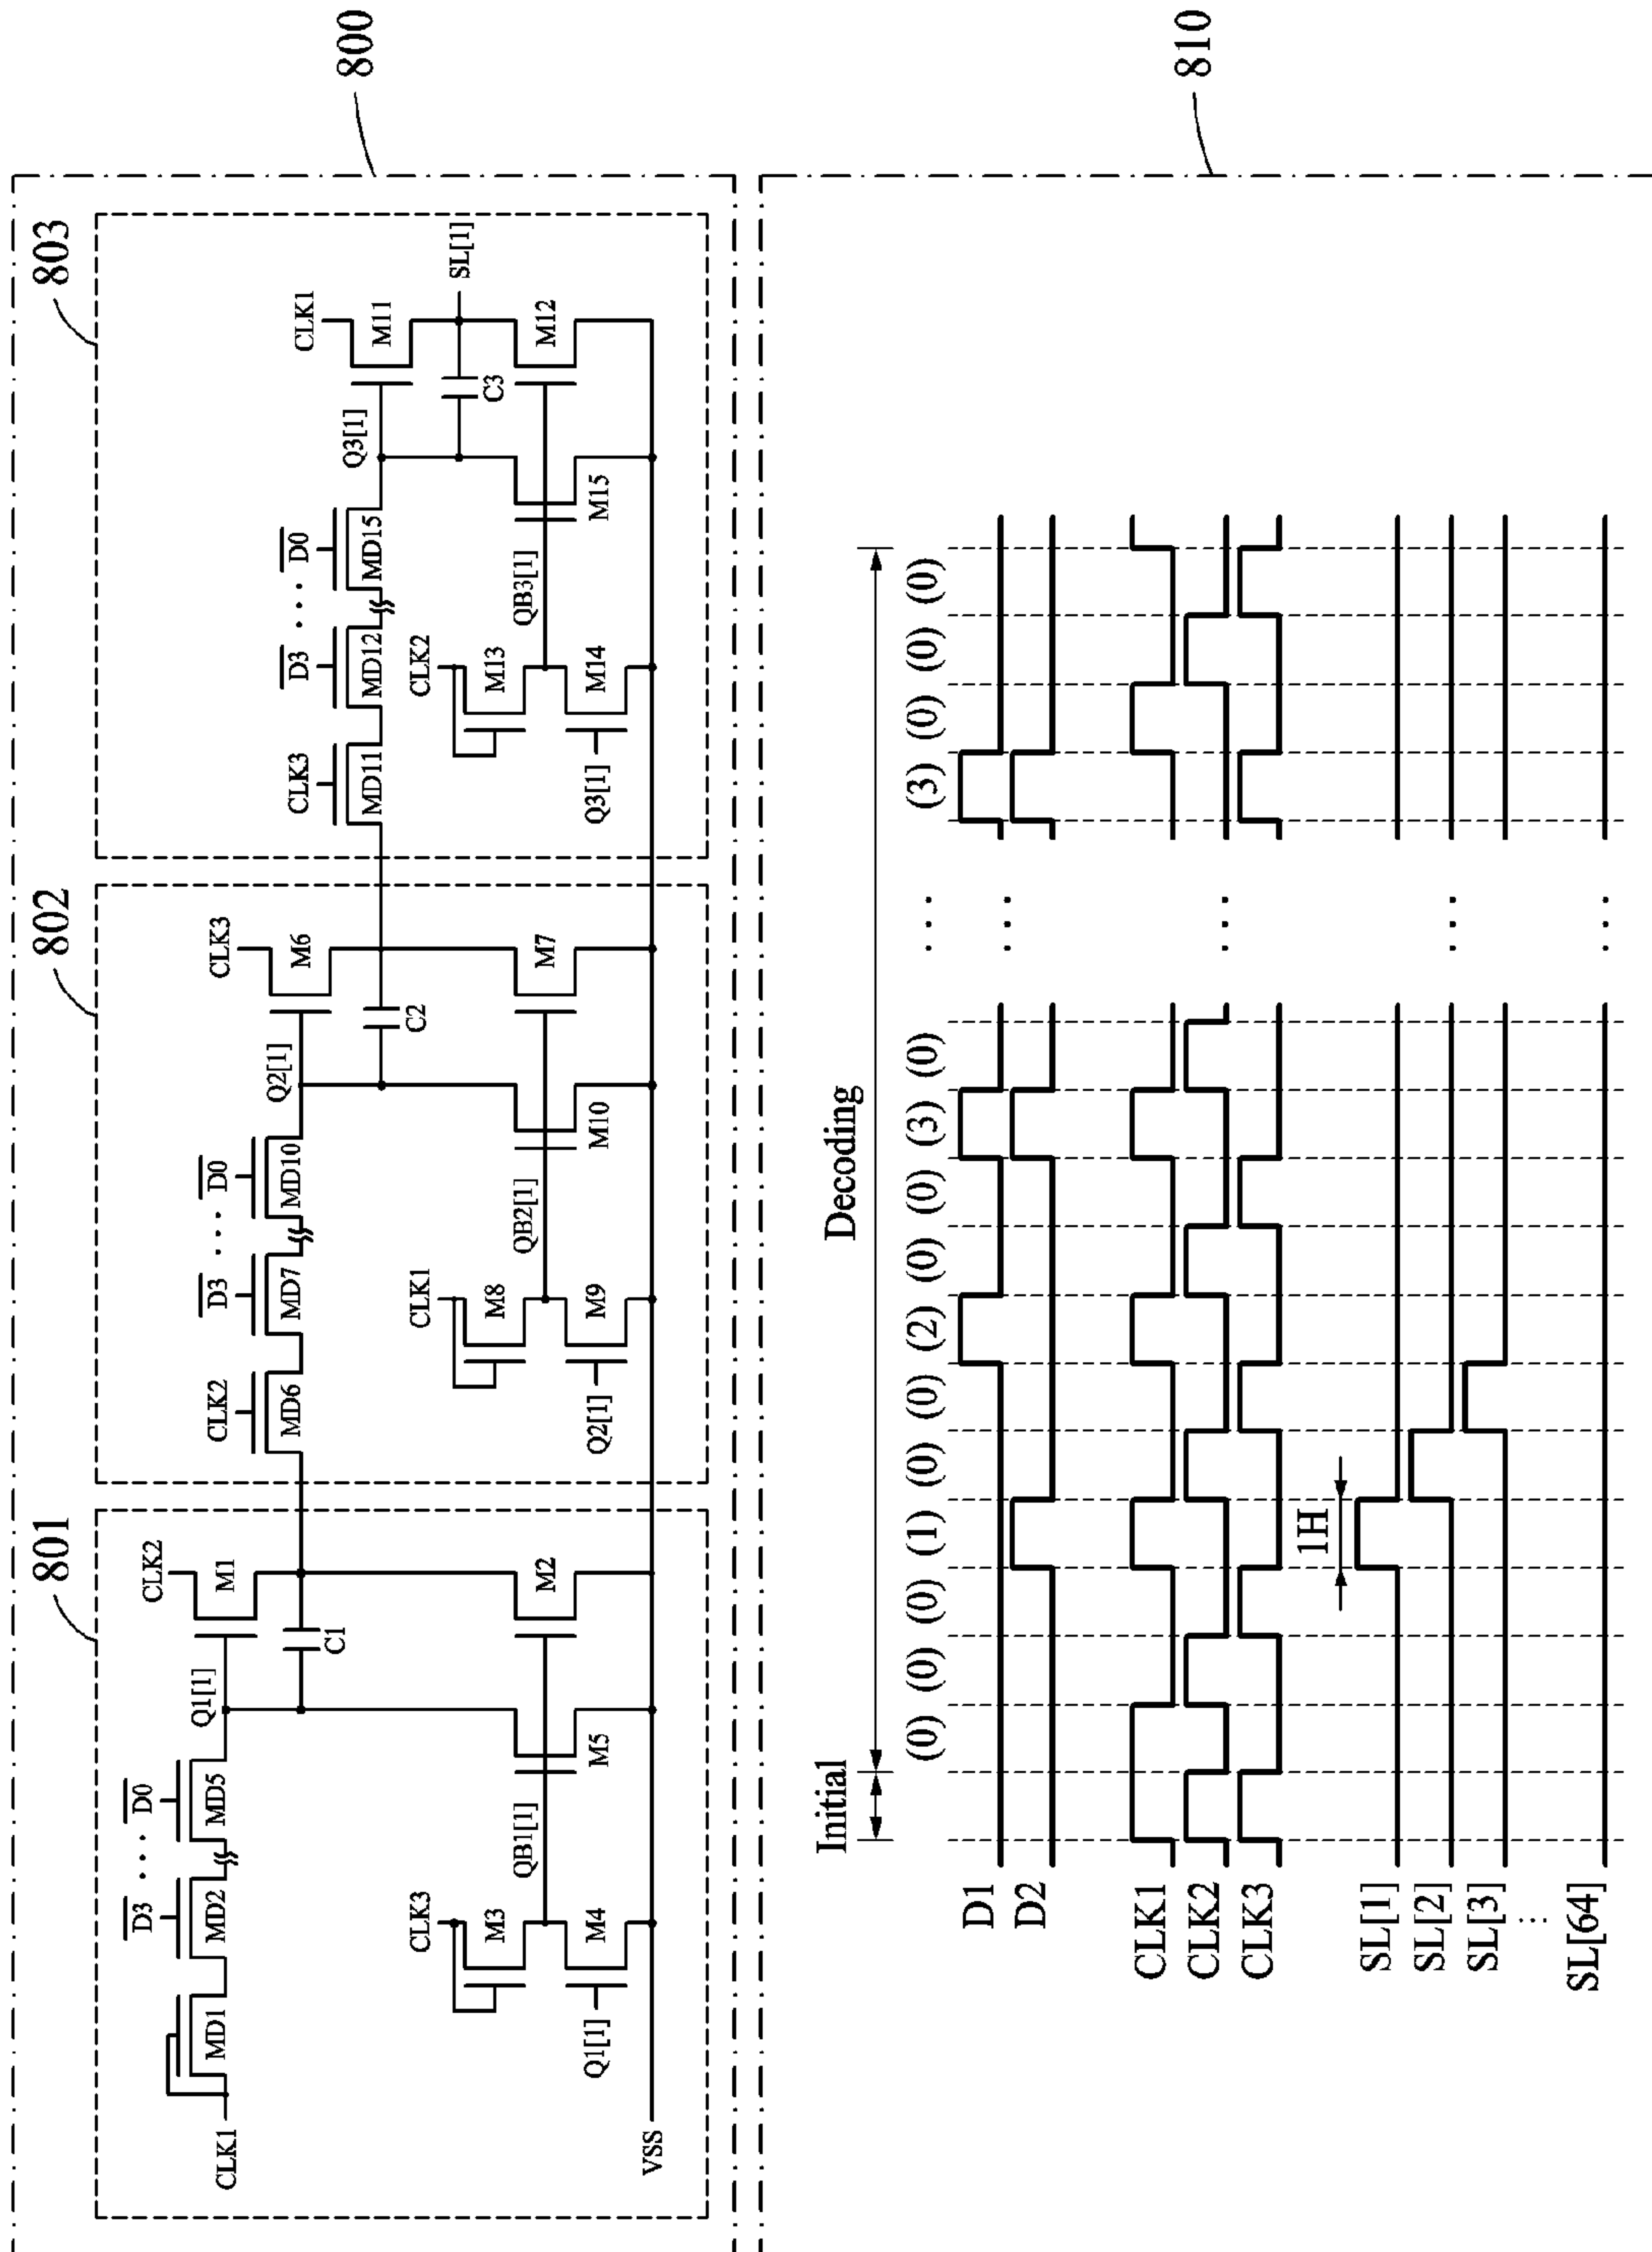 800
801
802
803
CLK1
MD1
D3
MD2
...
D0
MD5
Q1[1]
CLK2
M1
C1
CLK3
M3
M4
Q1[1]
QB1[1]
M5
M2
VSS
CLK2
MD6
D3
MD7
...
D0
MD10
Q2[1]
CLK3
M6
C2
CLK1
M8
M9
Q2[1]
QB2[1]
M10
M7
CLK3
MD11
D3
MD12
...
D0
MD15
Q3[1]
CLK1
M11
C3
SL[1]
CLK2
M13
M14
Q3[1]
QB3[1]
M15
M12
810
Initial
Decoding
(0) (0) (0) (1) (0) (0) (2) (0) (0) (3) (0) ... (3) (0) (0) (0)
D1
D2
...
CLK1
CLK2
...
CLK3
1H
SL[1]
SL[2]
...
SL[3]
...
SL[64]
...